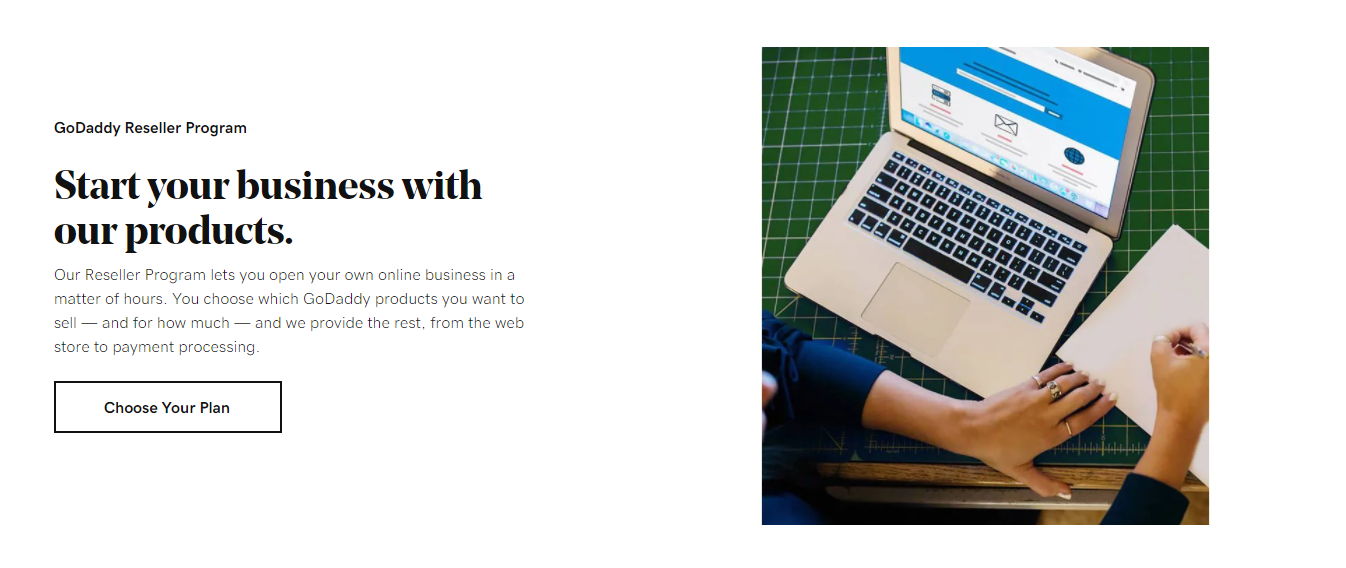 GoDaddy Reseller Program
Start your business with
our products.
Our Reseller Program lets you open your own online business in a
matter of hours. You choose which GoDaddy products you want to
sell — and for how much — and we provide the rest, from the web
store to payment processing.
Choose Your Plan